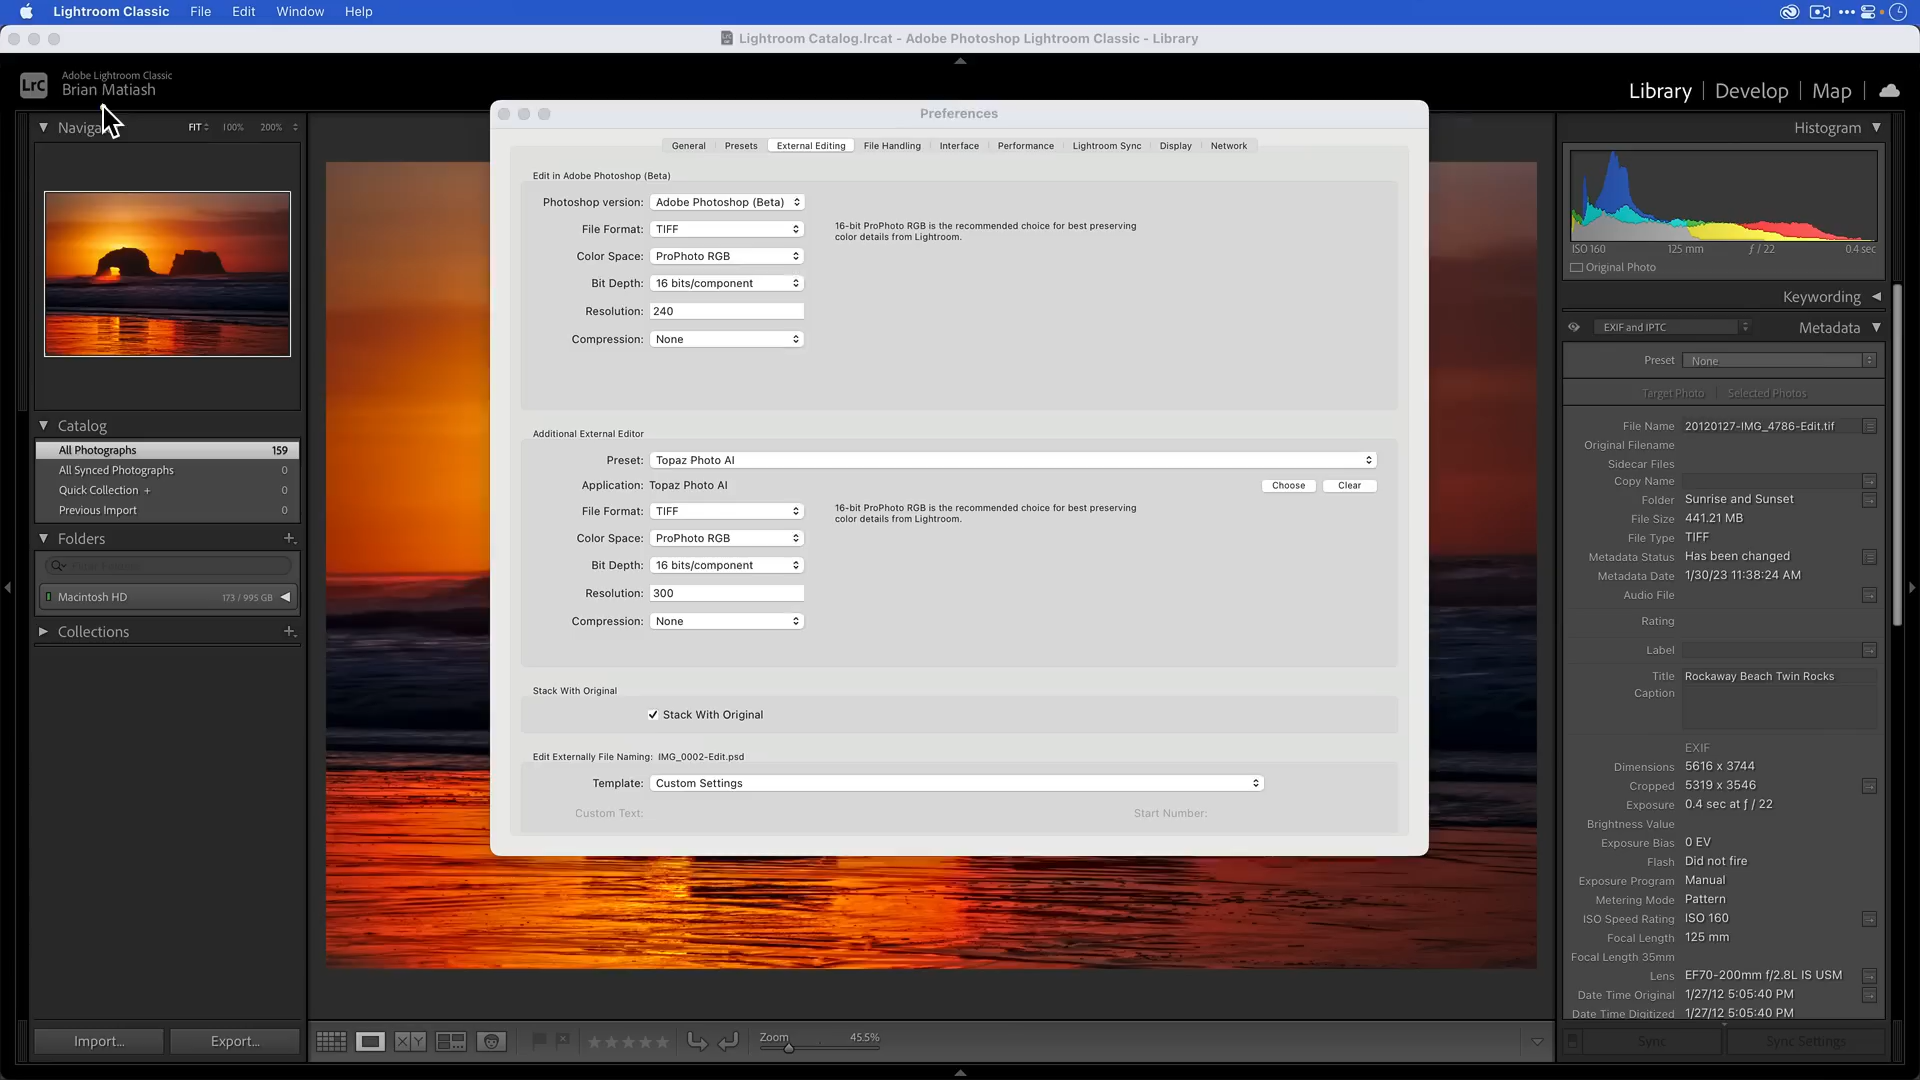 Lightroom Classic File Edit Window Help
Lightroom Catalog.lrcat - Adobe Photoshop Lightroom Classic - Library
LrC
Adobe Lightroom Classic
Brian Matiash
Library | Develop | Map |
Naviga
FIT 100% 200%
Catalog
All Photographs 159
All Synced Photographs 0
Quick Collection + 0
Previous Import 0
Folders
Macintosh HD 173 / 995 GB
Collections
Import... Export...
Preferences
General Presets External Editing File Handling Interface Performance Lightroom Sync Display Network
Edit in Adobe Photoshop (Beta)
Photoshop version: Adobe Photoshop (Beta)
File Format: TIFF
16-bit ProPhoto RGB is the recommended choice for best preserving
color details from Lightroom.
Color Space: ProPhoto RGB
Bit Depth: 16 bits/component
Resolution: 240
Compression: None
Additional External Editor
Preset: Topaz Photo AI
Application: Topaz Photo AI Choose Clear
File Format: TIFF
16-bit ProPhoto RGB is the recommended choice for best preserving
color details from Lightroom.
Color Space: ProPhoto RGB
Bit Depth: 16 bits/component
Resolution: 300
Compression: None
Stack With Original
Stack With Original
Edit Externally File Naming: IMG_0002-Edit.psd
Template: Custom Settings
Custom Text: Start Number:
X Y
Zoom 45.5%
Histogram
ISO 160 125 mm ƒ / 22 0.4 sec
Original Photo
Keywording
EXIF and IPTC Metadata
Preset None
Target Photo Selected Photos
File Name 20120127-IMG_4786-Edit.tif
Original Filename
Sidecar Files
Copy Name
Folder Sunrise and Sunset
File Size 441.21 MB
File Type TIFF
Metadata Status Has been changed
Metadata Date 1/30/23 11:38:24 AM
Audio File
Rating
Label
Title Rockaway Beach Twin Rocks
Caption
EXIF
Dimensions 5616 x 3744
Cropped 5319 x 3546
Exposure 0.4 sec at ƒ / 22
Brightness Value
Exposure Bias 0 EV
Flash Did not fire
Exposure Program Manual
Metering Mode Pattern
ISO Speed Rating ISO 160
Focal Length 125 mm
Focal Length 35mm
Lens EF70-200mm f/2.8L IS USM
Date Time Original 1/27/12 5:05:40 PM
Date Time Digitized 1/27/12 5:05:40 PM
Sync Sync Settings